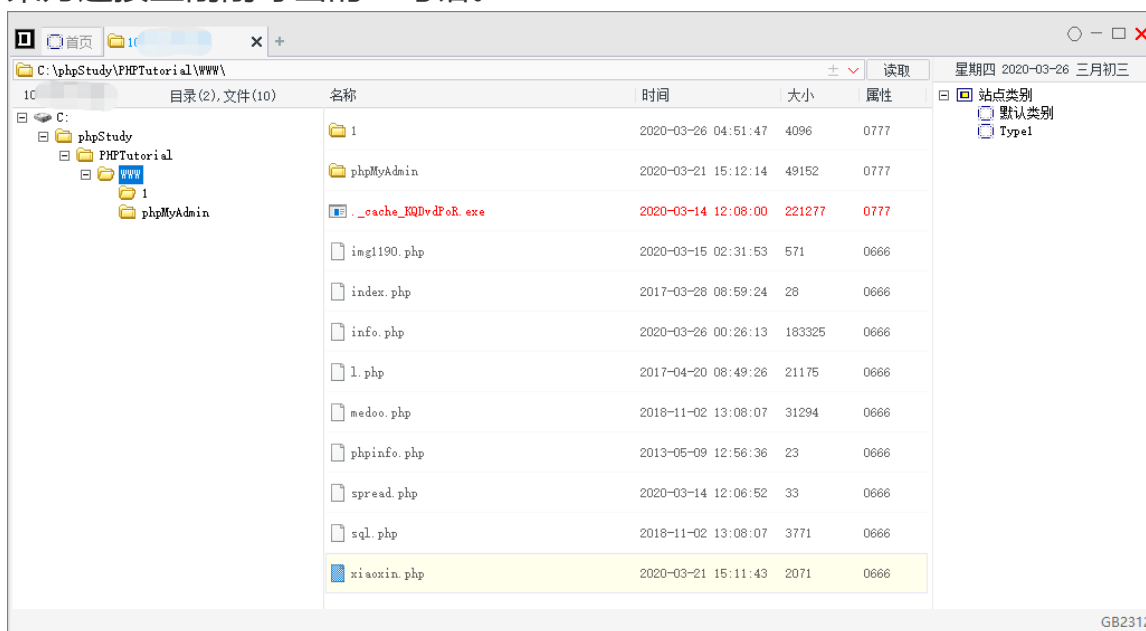 首页 10 × +
C:\phpStudy\PHPTutorial\WWW\ 读取 星期四 2020-03-26 三月初三
10 目录(2),文件(10) 名称 时间 大小 属性 站点类别
C: 默认类别
phpStudy 1 2020-03-26 04:51:47 4096 0777 Type1
PHPTutorial
WWW phpMyAdmin 2020-03-21 15:12:14 49152 0777
1
phpMyAdmin ._cache_KQDvdPoR.exe 2020-03-14 12:08:00 221277 0777
img1190.php 2020-03-15 02:31:53 571 0666
index.php 2017-03-28 08:59:24 28 0666
info.php 2020-03-26 00:26:13 183325 0666
l.php 2017-04-20 08:49:26 21175 0666
medoo.php 2018-11-02 13:08:07 31294 0666
phpinfo.php 2013-05-09 12:56:36 23 0666
spread.php 2020-03-14 12:06:52 33 0666
sql.php 2018-11-02 13:08:07 3771 0666
xiaoxin.php 2020-03-21 15:11:43 2071 0666
GB2312